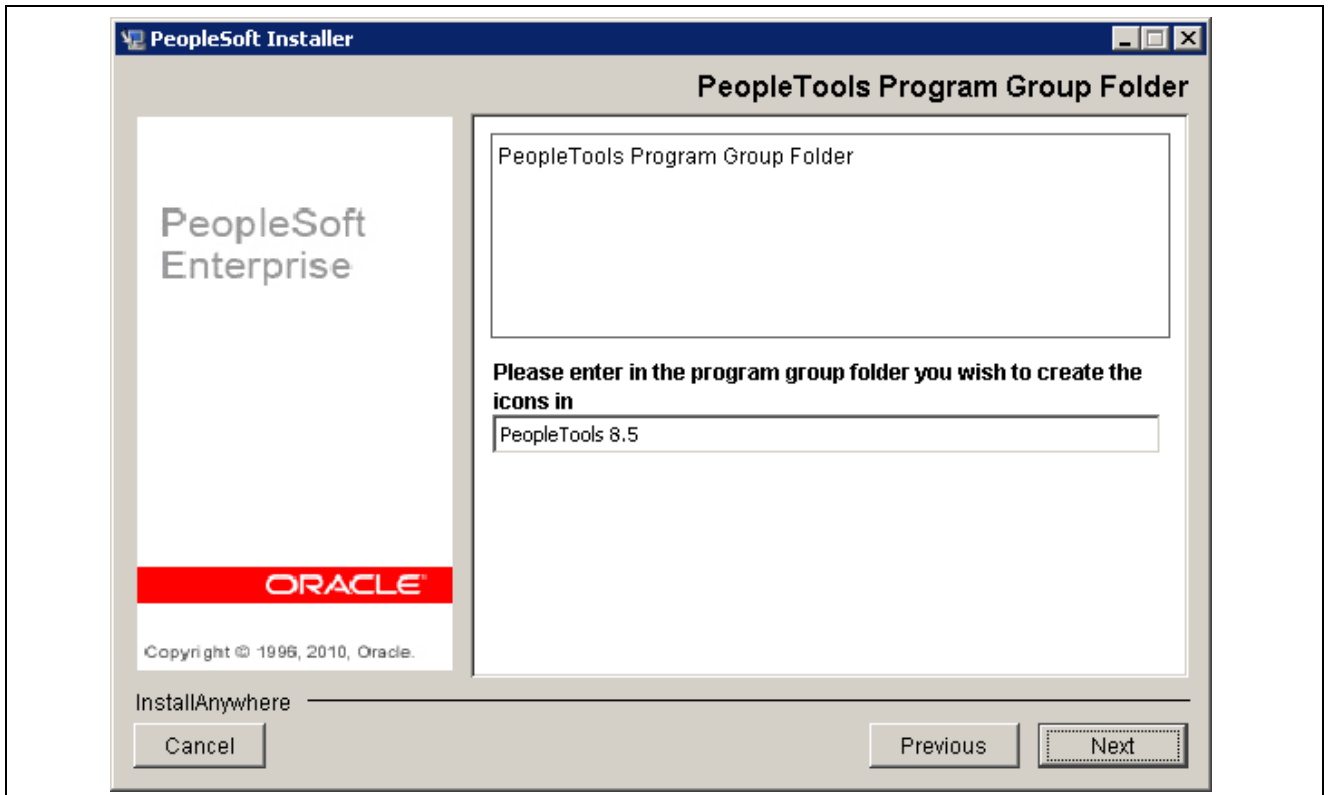 PeopleSoft Installer
PeopleTools Program Group Folder
PeopleSoft
Enterprise
ORACLE
Copyright © 1996, 2010, Oracle.
PeopleTools Program Group Folder
Please enter in the program group folder you wish to create the
icons in
PeopleTools 8.5
InstallAnywhere
Cancel
Previous
Next